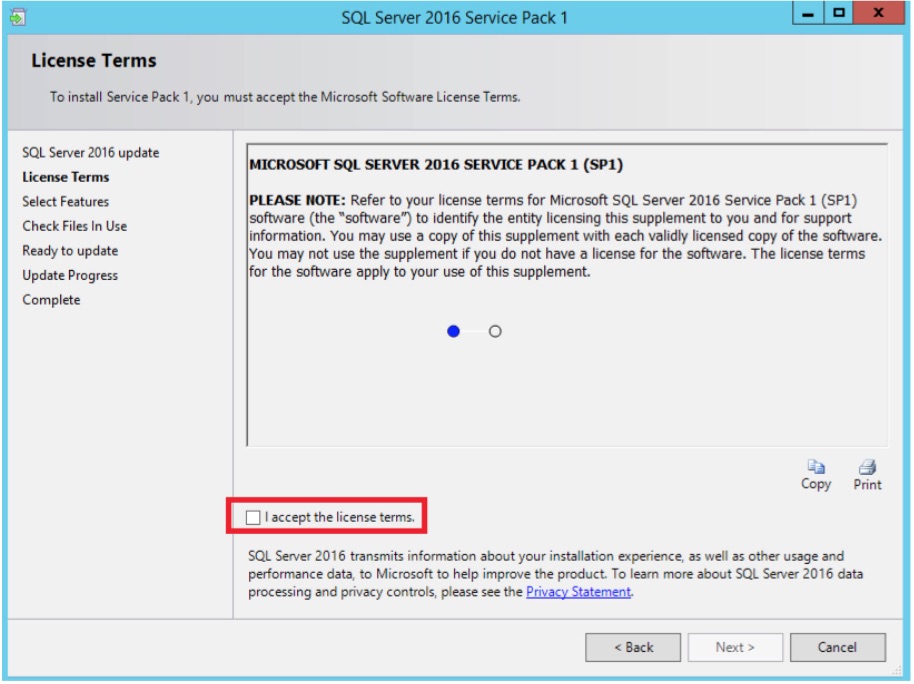 SQL Server 2016 Service Pack 1
License Terms
To install Service Pack 1, you must accept the Microsoft Software License Terms.
SQL Server 2016 update
License Terms
Select Features
Check Files In Use
Ready to update
Update Progress
Complete
MICROSOFT SQL SERVER 2016 SERVICE PACK 1 (SP1)
PLEASE NOTE: Refer to your license terms for Microsoft SQL Server 2016 Service Pack 1 (SP1)
software (the “software”) to identify the entity licensing this supplement to you and for support
information. You may use a copy of this supplement with each validly licensed copy of the software.
You may not use the supplement if you do not have a license for the software. The license terms
for the software apply to your use of this supplement.
Copy Print
I accept the license terms.
SQL Server 2016 transmits information about your installation experience, as well as other usage and
performance data, to Microsoft to help improve the product. To learn more about SQL Server 2016 data
processing and privacy controls, please see the Privacy Statement.
< Back Next > Cancel